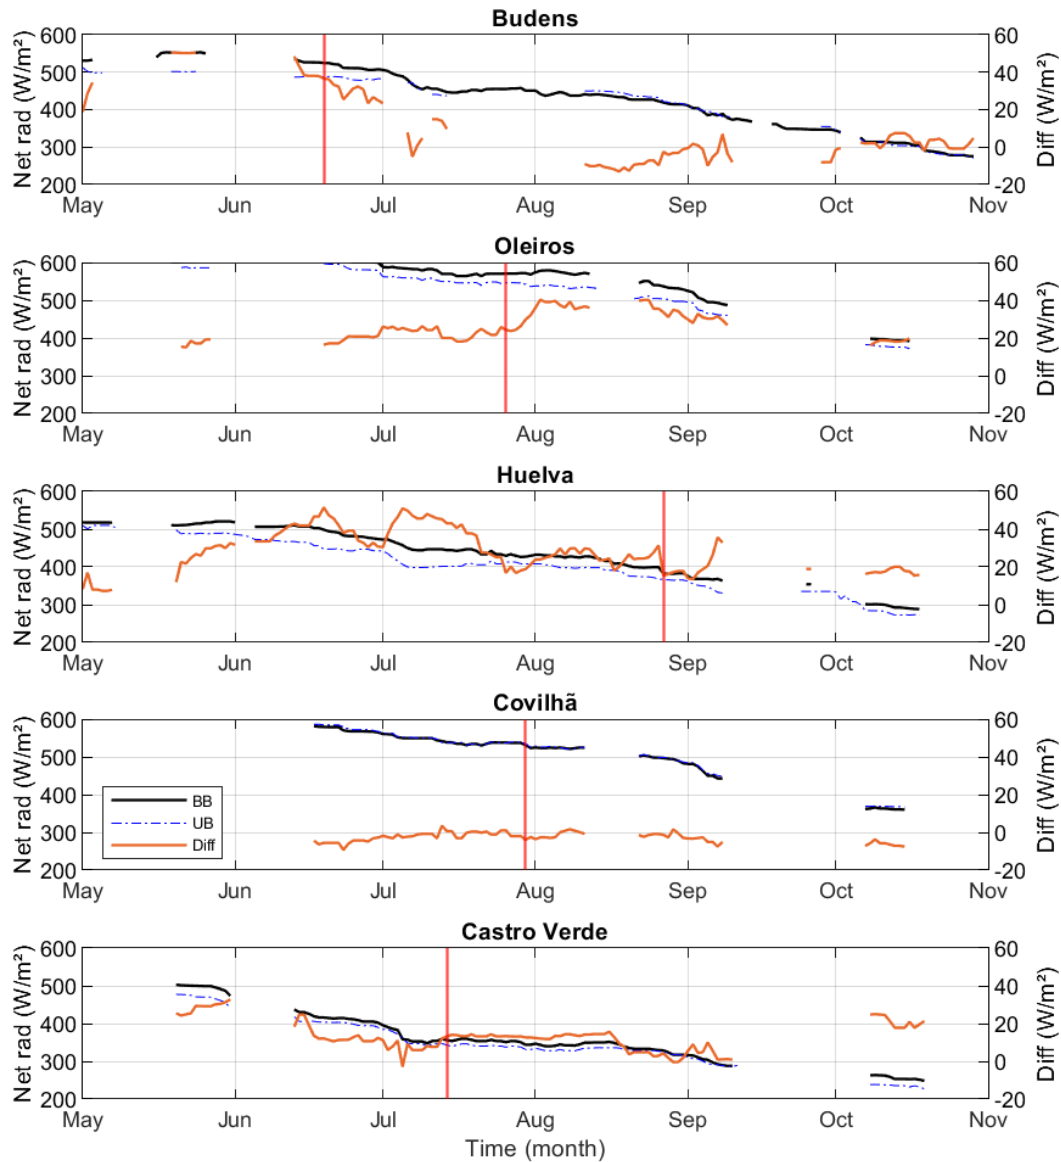 Budens
Net rad (W/m²)
600
500
400
300
200
60
40
20
0
-20
Diff (W/m²)
May Jun Jul Aug Sep Oct Nov
Oleiros
Net rad (W/m²)
600
500
400
300
200
60
40
20
0
-20
Diff (W/m²)
May Jun Jul Aug Sep Oct Nov
Huelva
Net rad (W/m²)
600
500
400
300
200
60
40
20
0
-20
Diff (W/m²)
May Jun Jul Aug Sep Oct Nov
Covilhã
Net rad (W/m²)
600
500
400
300
200
BB
UB
Diff
60
40
20
0
-20
Diff (W/m²)
May Jun Jul Aug Sep Oct Nov
Castro Verde
Net rad (W/m²)
600
500
400
300
200
60
40
20
0
-20
Diff (W/m²)
May Jun Jul Aug Sep Oct Nov
Time (month)